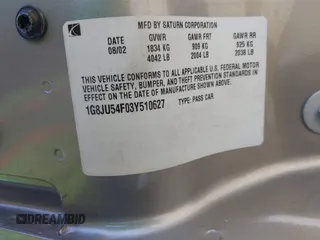 MFD BY SATURN CORPORATION
DATE GVWR GAWR FRT GAWR RR
08/02 1834 KG 909 KG 925 KG
4042 LB 2004 LB 2038 LB
THIS VEHICLE CONFORMS TO ALL APPLICABLE U.S. FEDERAL MOTOR
VEHICLE SAFETY, BUMPER, AND THEFT PREVENTION STANDARDS IN
EFFECT ON THE DATE OF MANUFACTURE SHOWN ABOVE.
1G8JU54F03Y510627 TYPE: PASS CAR
DREAMBID